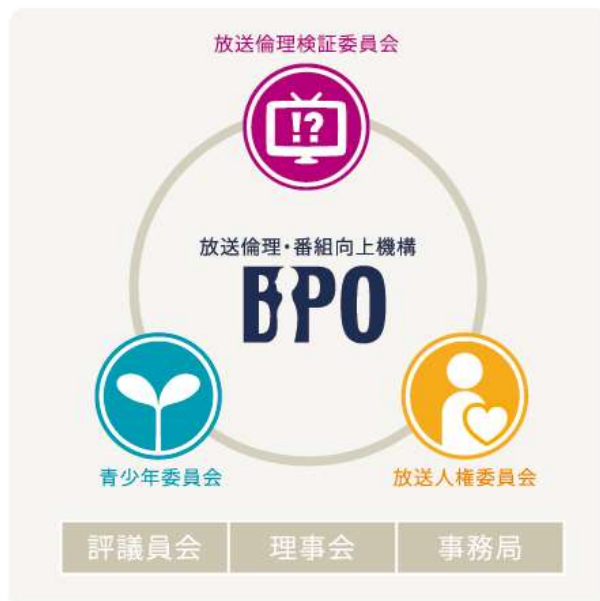 放送倫理検証委員会
!?
放送倫理・番組向上機構
BPO
青少年委員会
放送人権委員会
評議員会
理事会
事務局